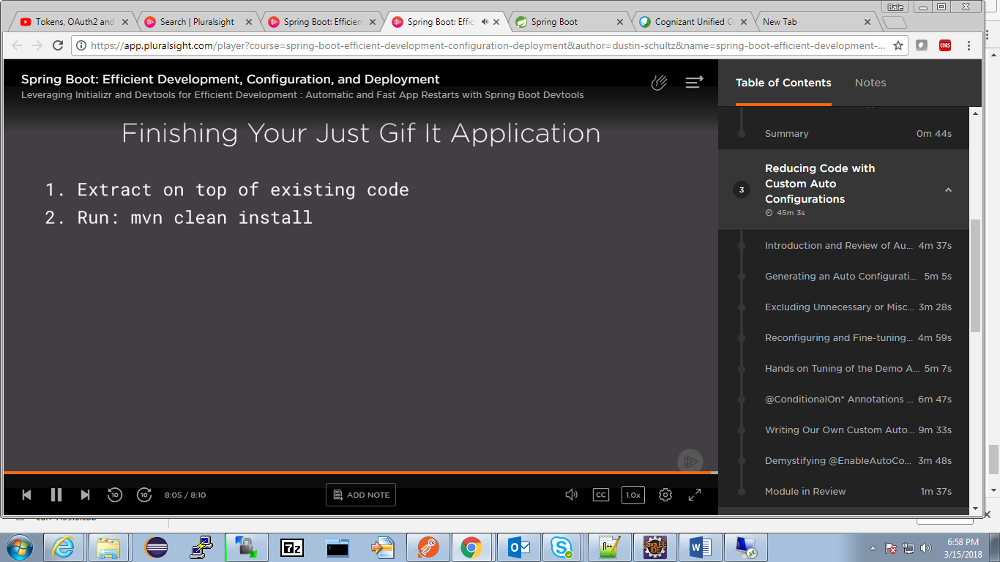 Bale
Tokens, OAuth2 and
Search | Pluralsight
Spring Boot: Efficien
Spring Boot: Effic
Spring Boot
Cognizant Unified C
New Tab
https://app.pluralsight.com/player?course=spring-boot-efficient-development-configuration-deployment&author=dustin-schultz&name=spring-boot-efficient-development-...
CORS
Spring Boot: Efficient Development, Configuration, and Deployment
Leveraging Initializr and Devtools for Efficient Development : Automatic and Fast App Restarts with Spring Boot Devtools
Finishing Your Just Gif It Application
1. Extract on top of existing code
2. Run: mvn clean install
10
10
8:05 / 8:10
ADD NOTE
CC
1.0x
Table of Contents
Notes
Summary 0m 44s
3
Reducing Code with
Custom Auto
Configurations
45m 3s
Introduction and Review of Au... 4m 37s
Generating an Auto Configurati... 5m 5s
Excluding Unnecessary or Misc... 3m 28s
Reconfiguring and Fine-tuning... 4m 59s
Hands on Tuning of the Demo A... 5m 7s
@ConditionalOn* Annotations ... 6m 47s
Writing Our Own Custom Auto... 9m 33s
Demystifying @EnableAutoCo... 3m 48s
Module in Review 1m 37s
7z
N++
Java EE
IDE
6:58 PM
3/15/2018